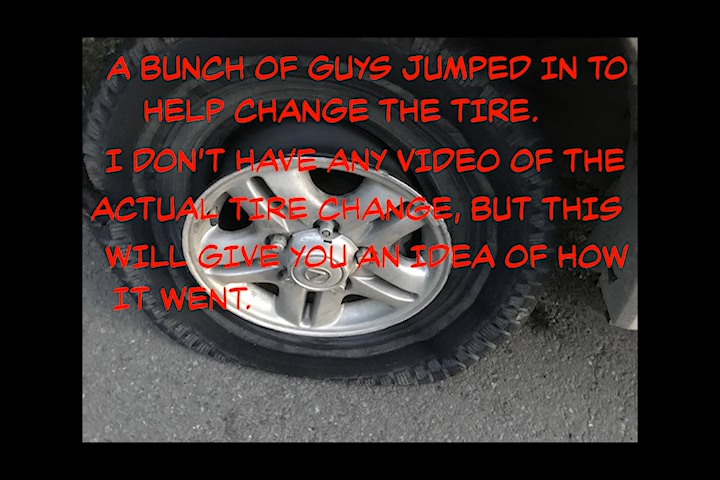 A BUNCH OF GUYS JUMPED IN TO
HELP CHANGE THE TIRE.
I DON'T HAVE ANY VIDEO OF THE
ACTUAL TIRE CHANGE, BUT THIS
WILL GIVE YOU AN IDEA OF HOW
IT WENT.